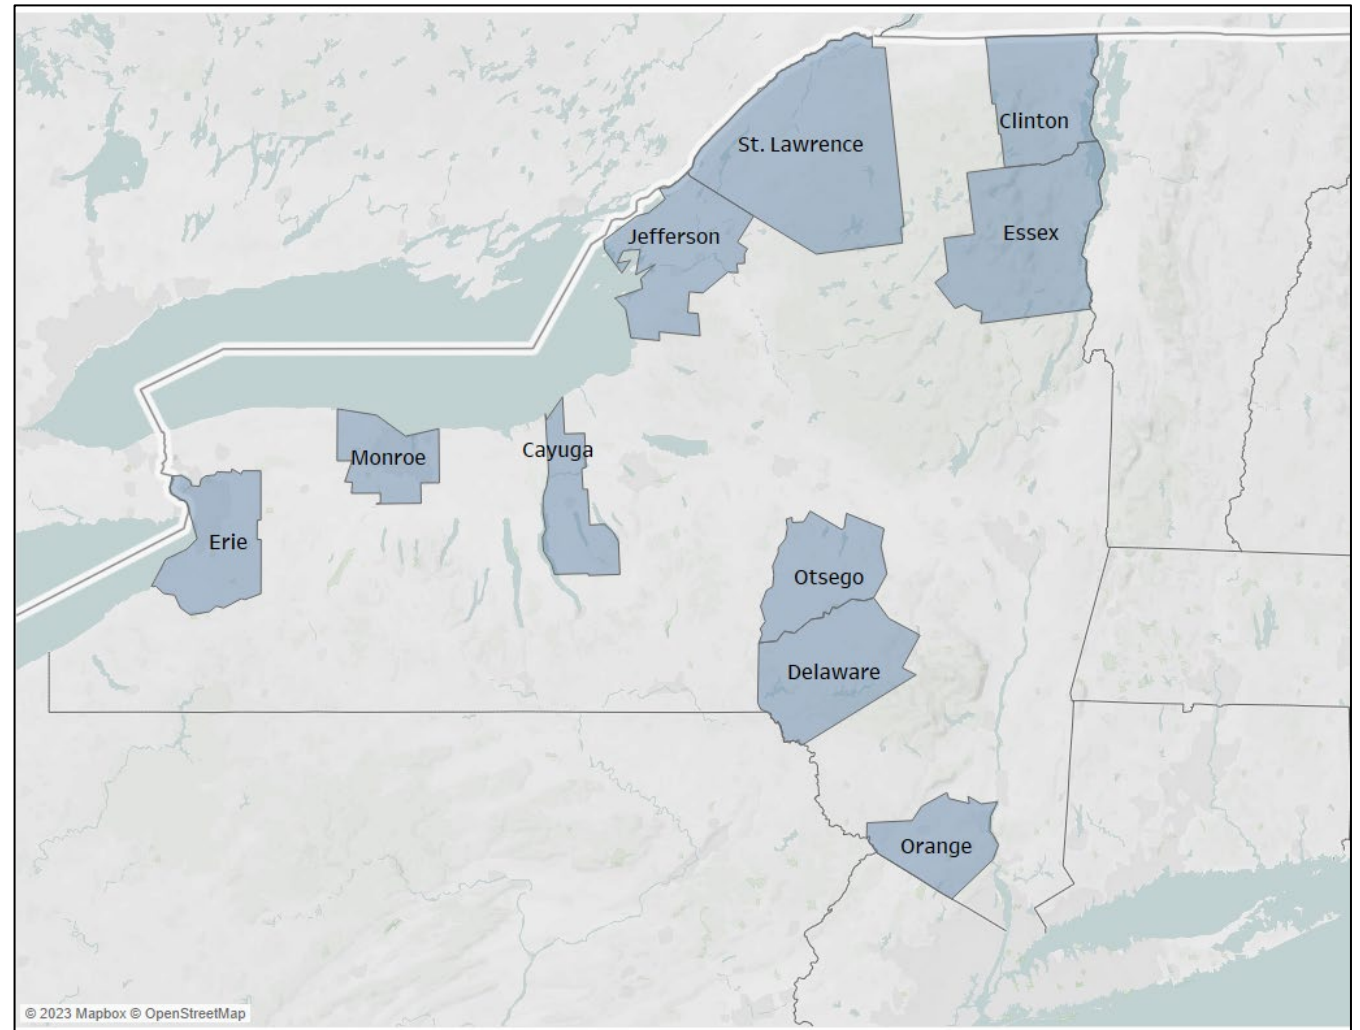 Clinton
St. Lawrence
Essex
Jefferson
Cayuga
Monroe
Erie
Otsego
Delaware
Orange
© 2023 Mapbox © OpenStreetMap